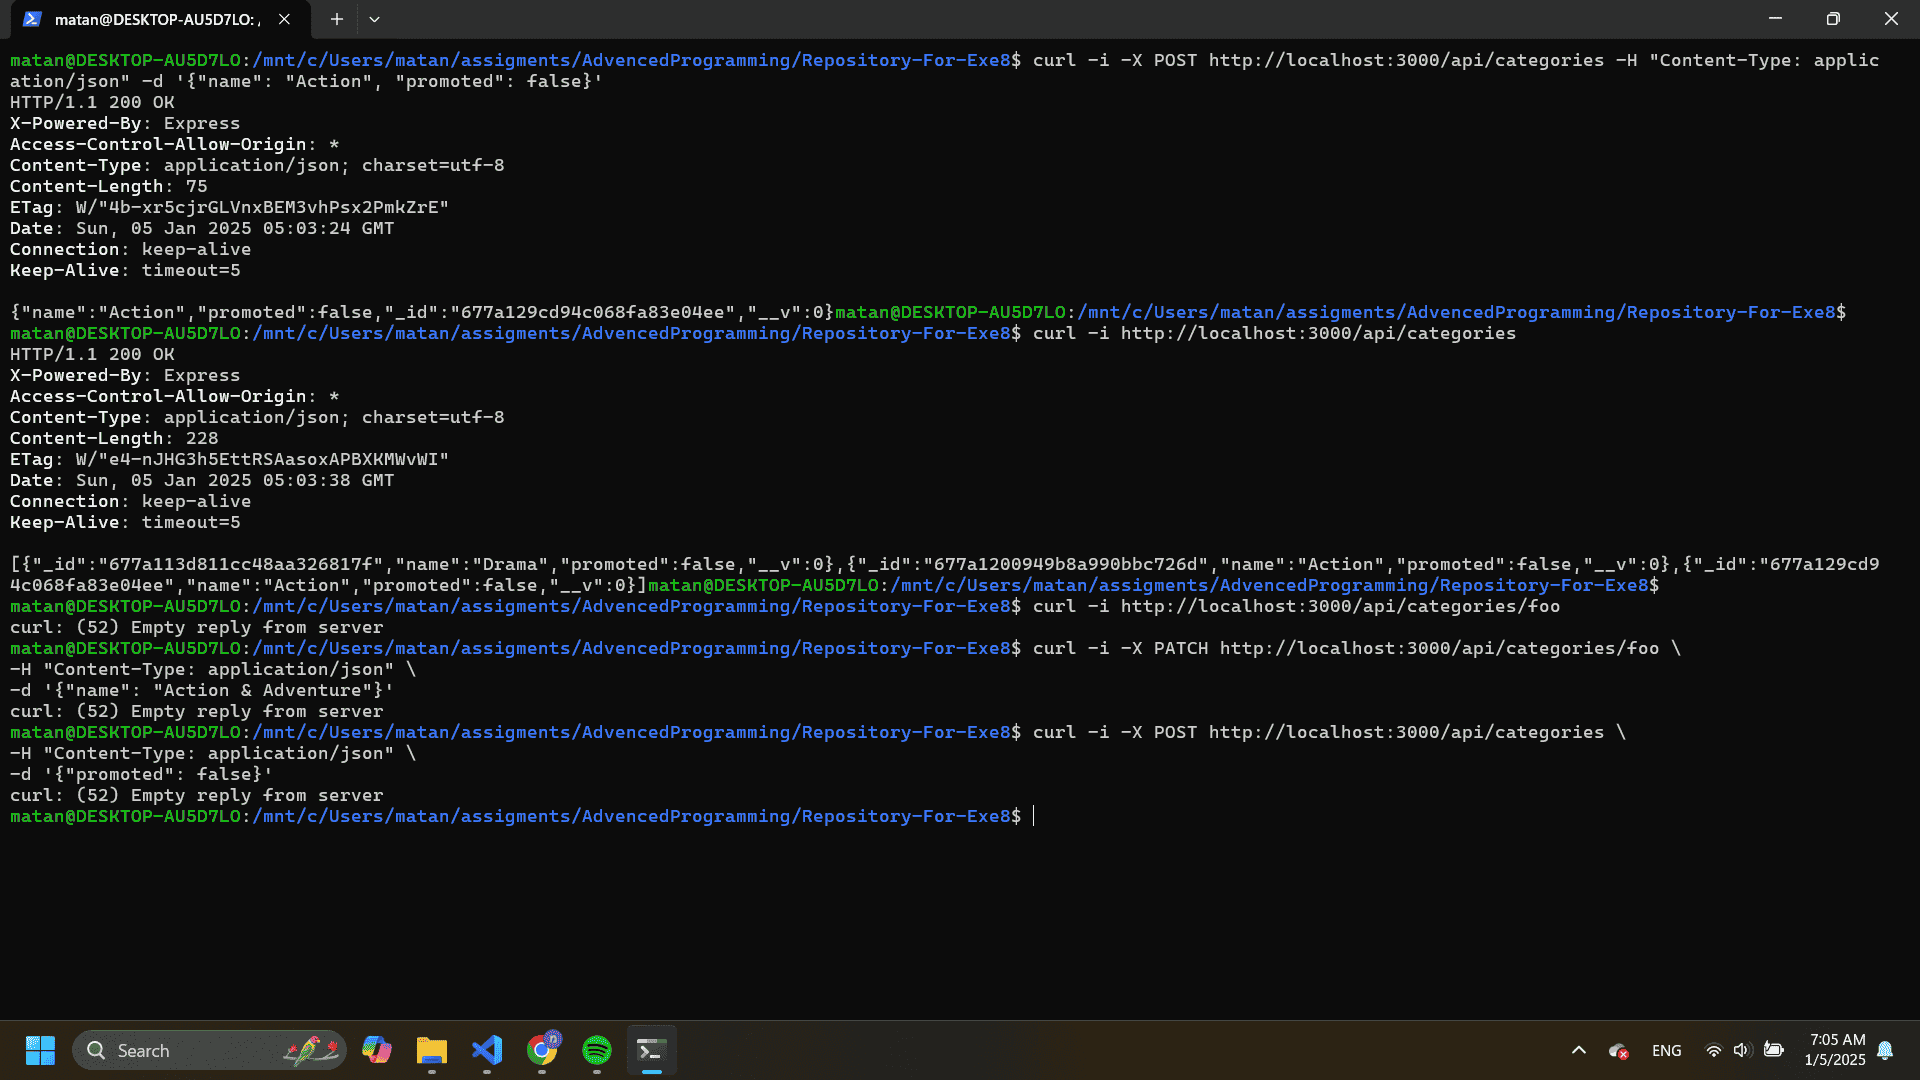 matan@DESKTOP-AU5D7LO: /
matan@DESKTOP-AU5D7LO:/mnt/c/Users/matan/assigments/AdvencedProgramming/Repository-For-Exe8$ curl -i -X POST http://localhost:3000/api/categories -H "Content-Type: applic
ation/json" -d '{"name": "Action", "promoted": false}'
HTTP/1.1 200 OK
X-Powered-By: Express
Access-Control-Allow-Origin: *
Content-Type: application/json; charset=utf-8
Content-Length: 75
ETag: W/"4b-xr5cjrGLVnxBEM3vhPsx2PmkZrE"
Date: Sun, 05 Jan 2025 05:03:24 GMT
Connection: keep-alive
Keep-Alive: timeout=5
{"name":"Action","promoted":false,"_id":"677a129cd94c068fa83e04ee","__v":0}matan@DESKTOP-AU5D7LO:/mnt/c/Users/matan/assigments/AdvencedProgramming/Repository-For-Exe8$
matan@DESKTOP-AU5D7LO:/mnt/c/Users/matan/assigments/AdvencedProgramming/Repository-For-Exe8$ curl -i http://localhost:3000/api/categories
HTTP/1.1 200 OK
X-Powered-By: Express
Access-Control-Allow-Origin: *
Content-Type: application/json; charset=utf-8
Content-Length: 228
ETag: W/"e4-nJHG3h5EttRSAasoxAPBXKMWvWI"
Date: Sun, 05 Jan 2025 05:03:38 GMT
Connection: keep-alive
Keep-Alive: timeout=5
[{"_id":"677a113d811cc48aa326817f","name":"Drama","promoted":false,"__v":0},{"_id":"677a1200949b8a990bbc726d","name":"Action","promoted":false,"__v":0},{"_id":"677a129cd9
4c068fa83e04ee","name":"Action","promoted":false,"__v":0}]matan@DESKTOP-AU5D7LO:/mnt/c/Users/matan/assigments/AdvencedProgramming/Repository-For-Exe8$
matan@DESKTOP-AU5D7LO:/mnt/c/Users/matan/assigments/AdvencedProgramming/Repository-For-Exe8$ curl -i http://localhost:3000/api/categories/foo
curl: (52) Empty reply from server
matan@DESKTOP-AU5D7LO:/mnt/c/Users/matan/assigments/AdvencedProgramming/Repository-For-Exe8$ curl -i -X PATCH http://localhost:3000/api/categories/foo \
-H "Content-Type: application/json" \
-d '{"name": "Action & Adventure"}'
curl: (52) Empty reply from server
matan@DESKTOP-AU5D7LO:/mnt/c/Users/matan/assigments/AdvencedProgramming/Repository-For-Exe8$ curl -i -X POST http://localhost:3000/api/categories \
-H "Content-Type: application/json" \
-d '{"promoted": false}'
curl: (52) Empty reply from server
matan@DESKTOP-AU5D7LO:/mnt/c/Users/matan/assigments/AdvencedProgramming/Repository-For-Exe8$
Search
ENG
7:05 AM
1/5/2025